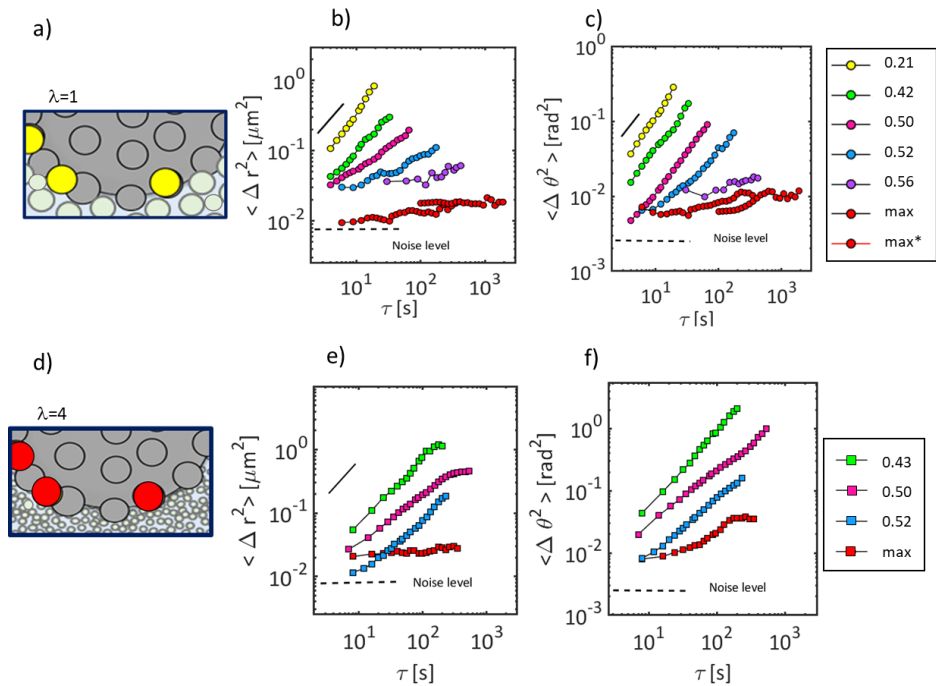 a)
λ=1
b)
< Δ r² > [μm²]
10⁰
10⁻¹
10⁻²
Noise level
10¹ 10² 10³
τ [s]
c)
< Δ θ² > [rad²]
10⁰
10⁻¹
10⁻²
10⁻³
Noise level
10¹ 10² 10³
τ [s]
0.21
0.42
0.50
0.52
0.56
max
max*
d)
λ=4
e)
< Δ r² > [μm²]
10⁰
10⁻¹
10⁻²
Noise level
10¹ 10² 10³
τ [s]
f)
< Δ θ² > [rad²]
10⁰
10⁻¹
10⁻²
10⁻³
Noise level
10¹ 10² 10³
τ [s]
0.43
0.50
0.52
max